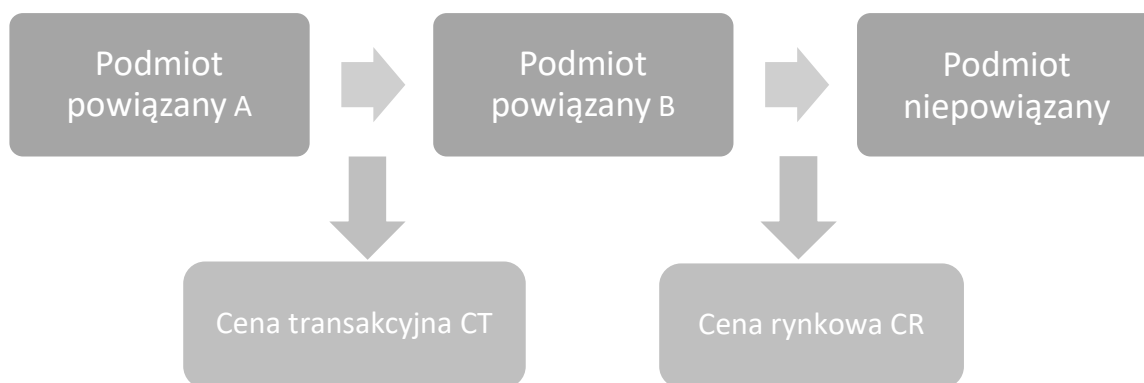 Podmiot
powiązany A
Podmiot
powiązany B
Podmiot
niepowiązany
Cena transakcyjna CT
Cena rynkowa CR